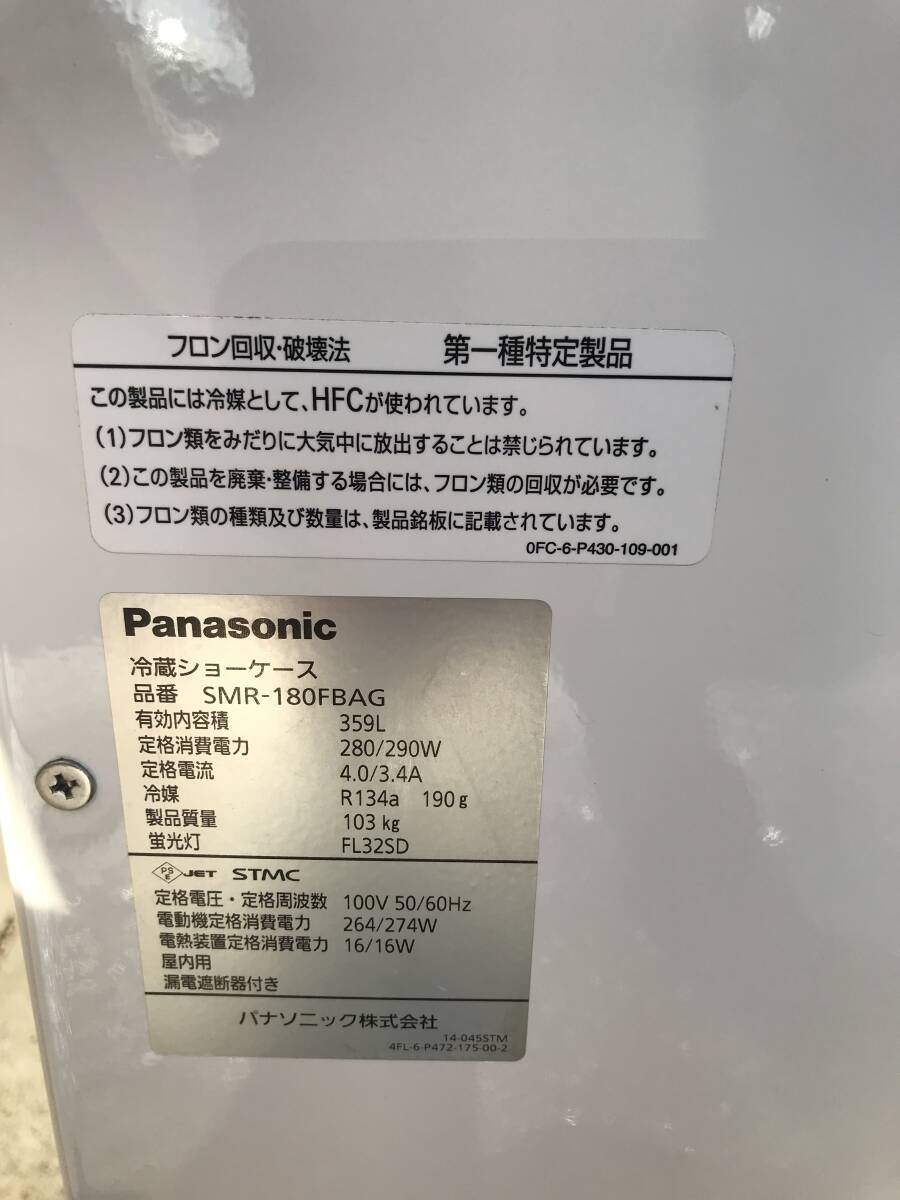 フロン回収・破壊法 第一種特定製品
この製品には冷媒として、HFCが使われています。
(1)フロン類をみだりに大気中に放出することは禁じられています。
(2)この製品を廃棄・整備する場合には、フロン類の回収が必要です。
(3)フロン類の種類及び数量は、製品銘板に記載されています。
0FC-6-P430-109-001
Panasonic
冷蔵ショーケース
品番 SMR-180FBAG
有効内容積 359L
定格消費電力 280/290W
定格電流 4.0/3.4A
冷媒 R134a 190g
製品質量 103kg
蛍光灯 FL32SD
PSE JET STMC
定格電圧・定格周波数 100V 50/60Hz
電動機定格消費電力 264/274W
電熱装置定格消費電力 16/16W
屋内用
漏電遮断器付き
パナソニック株式会社
14-045STM
4FL-6-P472-175-00-2